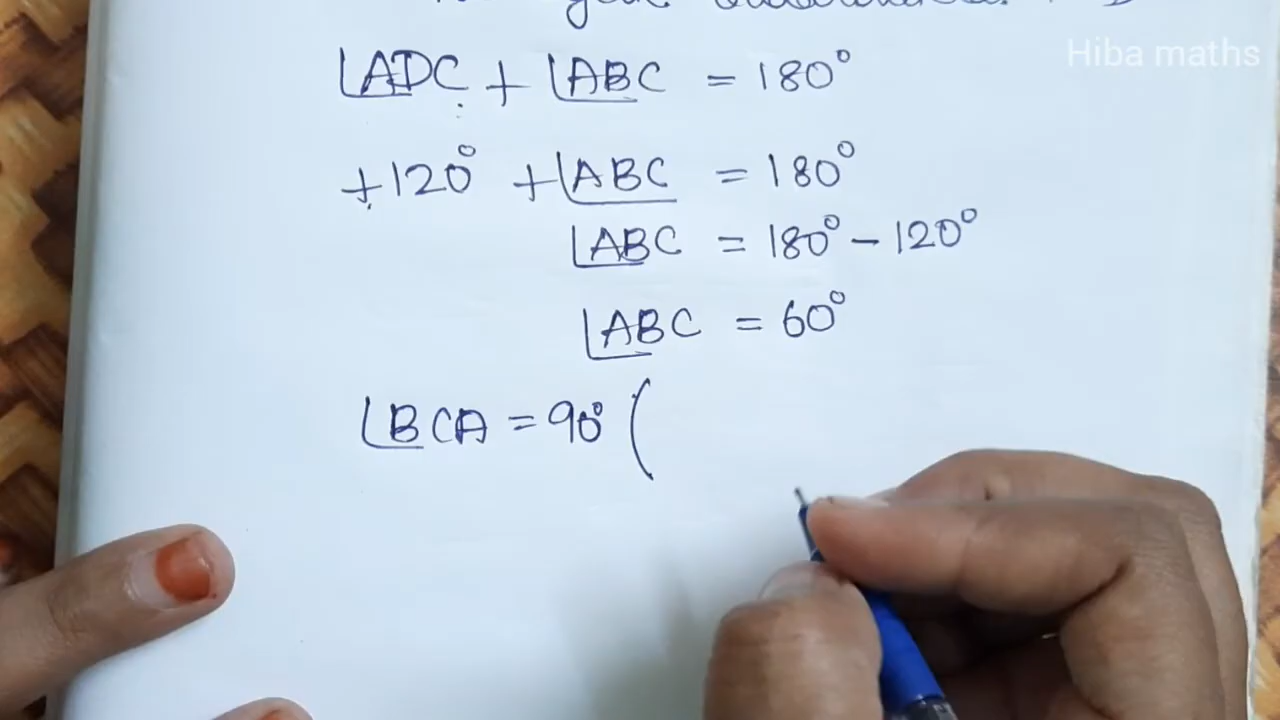 Hiba maths
∟ADC + ∟ABC = 180°
+120° + ∟ABC = 180°
∟ABC = 180° - 120°
∟ABC = 60°
∟BCA = 90° (